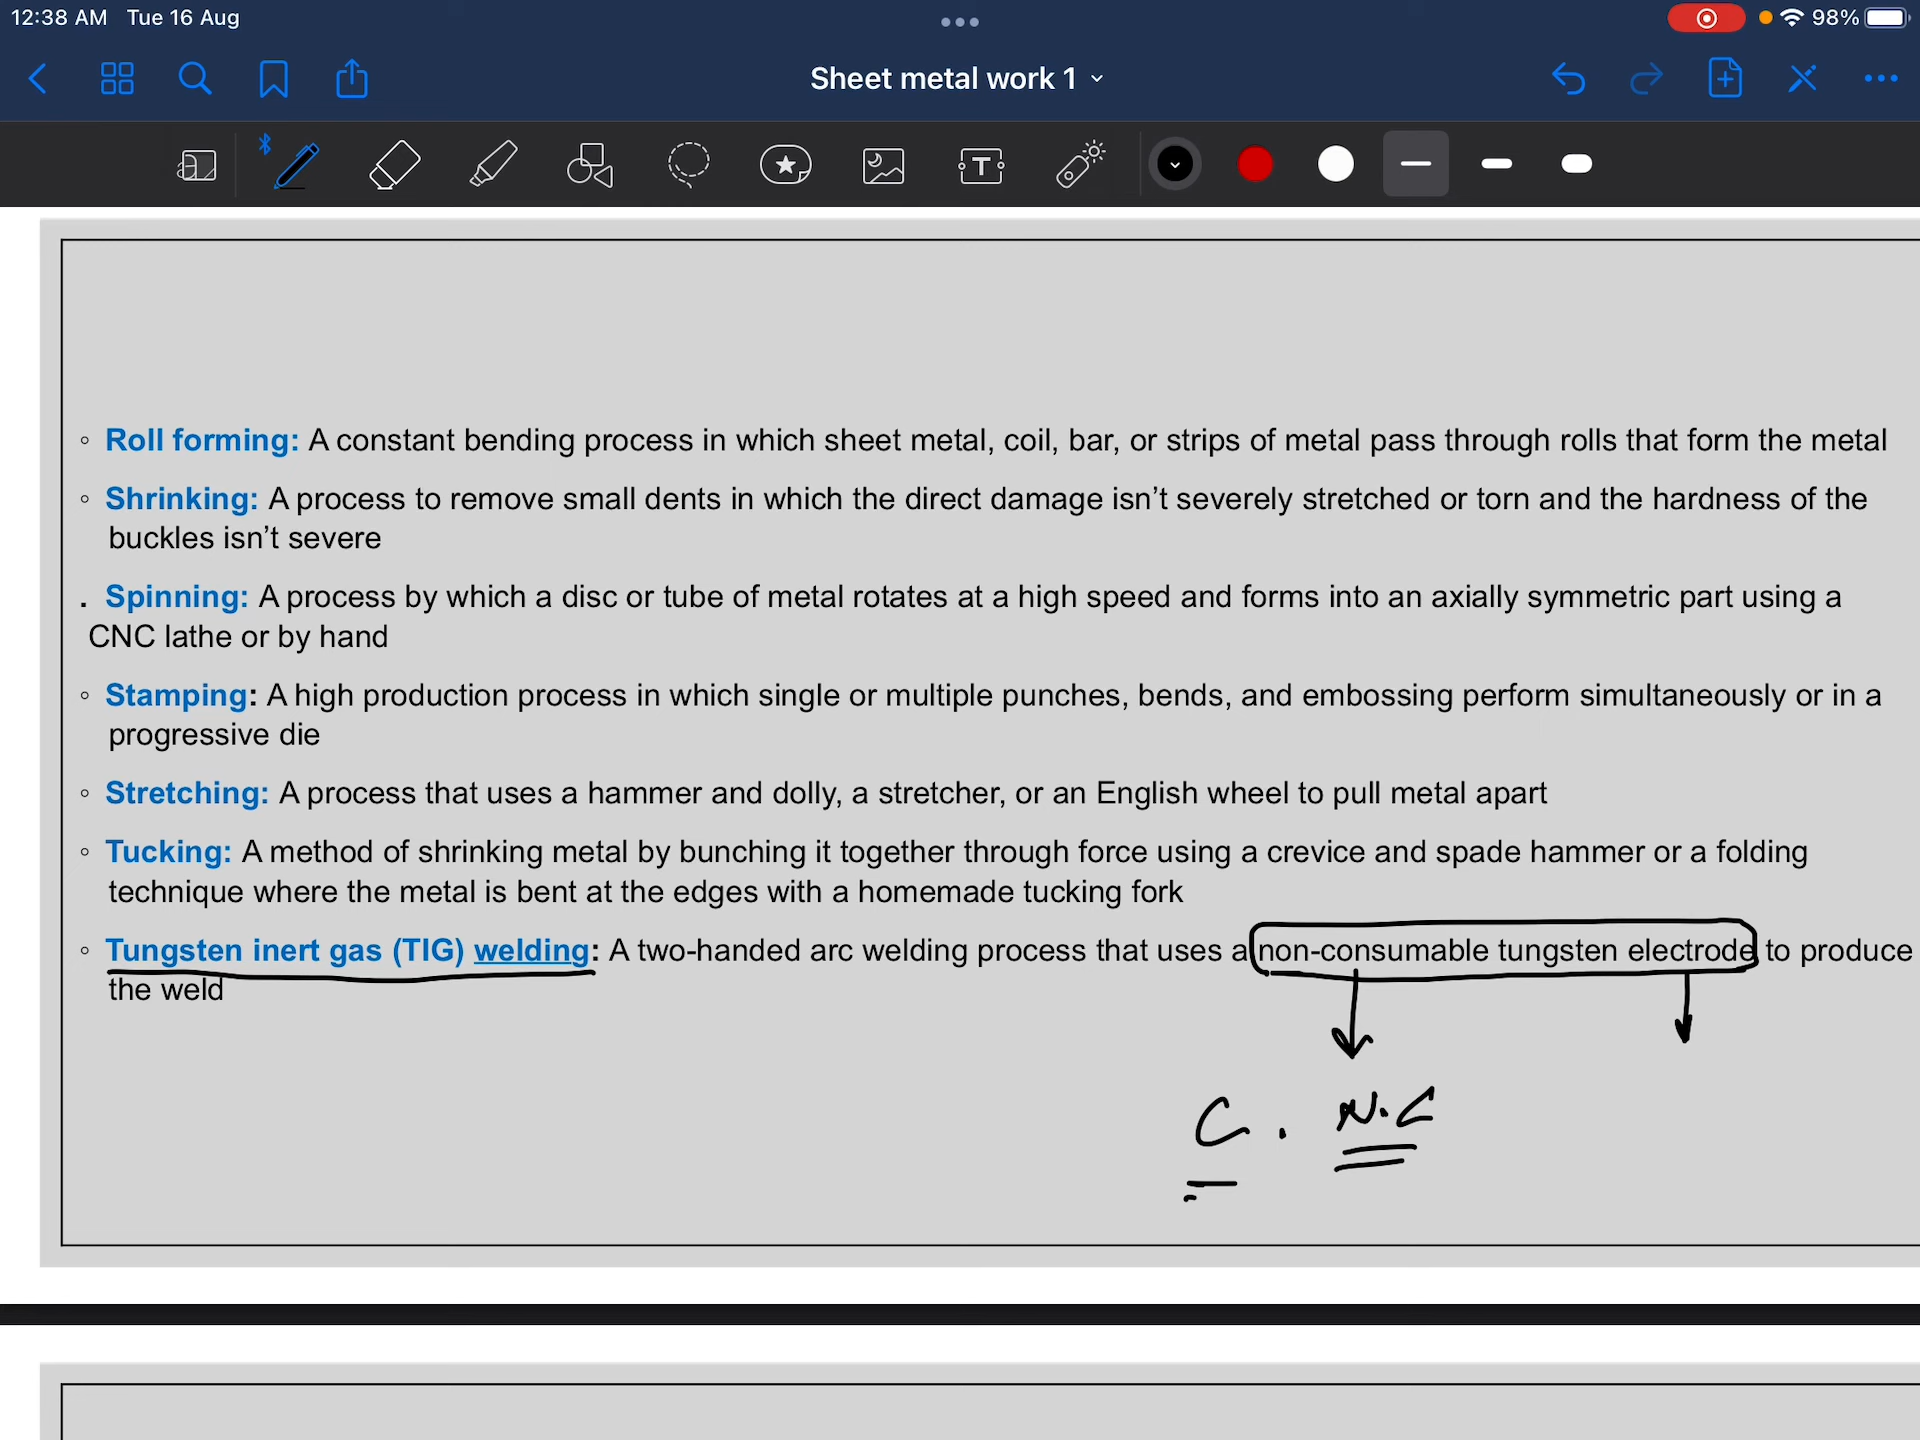 12:38 AM Tue 16 Aug
98%
Sheet metal work 1
◦ Roll forming: A constant bending process in which sheet metal, coil, bar, or strips of metal pass through rolls that form the metal
◦ Shrinking: A process to remove small dents in which the direct damage isn’t severely stretched or torn and the hardness of the
buckles isn’t severe
. Spinning: A process by which a disc or tube of metal rotates at a high speed and forms into an axially symmetric part using a
CNC lathe or by hand
◦ Stamping: A high production process in which single or multiple punches, bends, and embossing perform simultaneously or in a
progressive die
◦ Stretching: A process that uses a hammer and dolly, a stretcher, or an English wheel to pull metal apart
◦ Tucking: A method of shrinking metal by bunching it together through force using a crevice and spade hammer or a folding
technique where the metal is bent at the edges with a homemade tucking fork
◦ Tungsten inert gas (TIG) welding: A two-handed arc welding process that uses a non-consumable tungsten electrode to produce
the weld
C . N.C